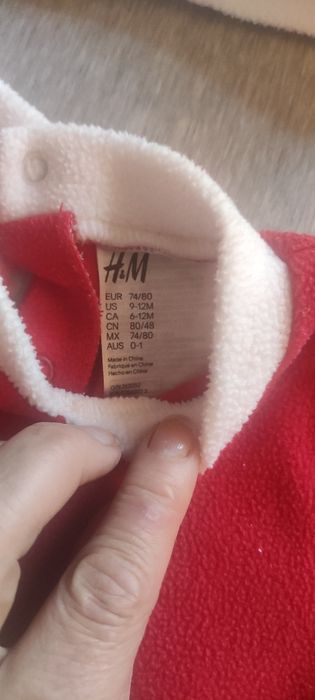 H&M
EUR 74/80
US 9-12M
CA 6-12M
CN 80/48
MX 74/80
AUS 0-1
Made in China
Fabriqué en Chine
Hecho en China